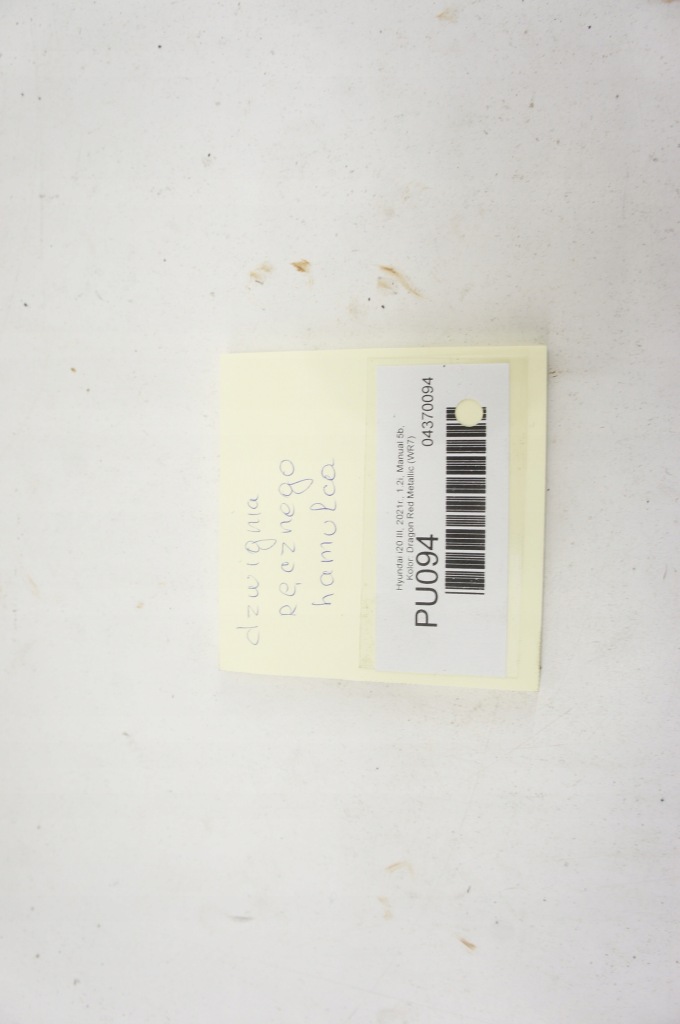 dzwignia
ręcznego
hamulca
Hyundai i20 III, 2021r., 1.2i, Manual 5b,
Kolor: Dragon Red Metallic (WR7)
PU094
04370094